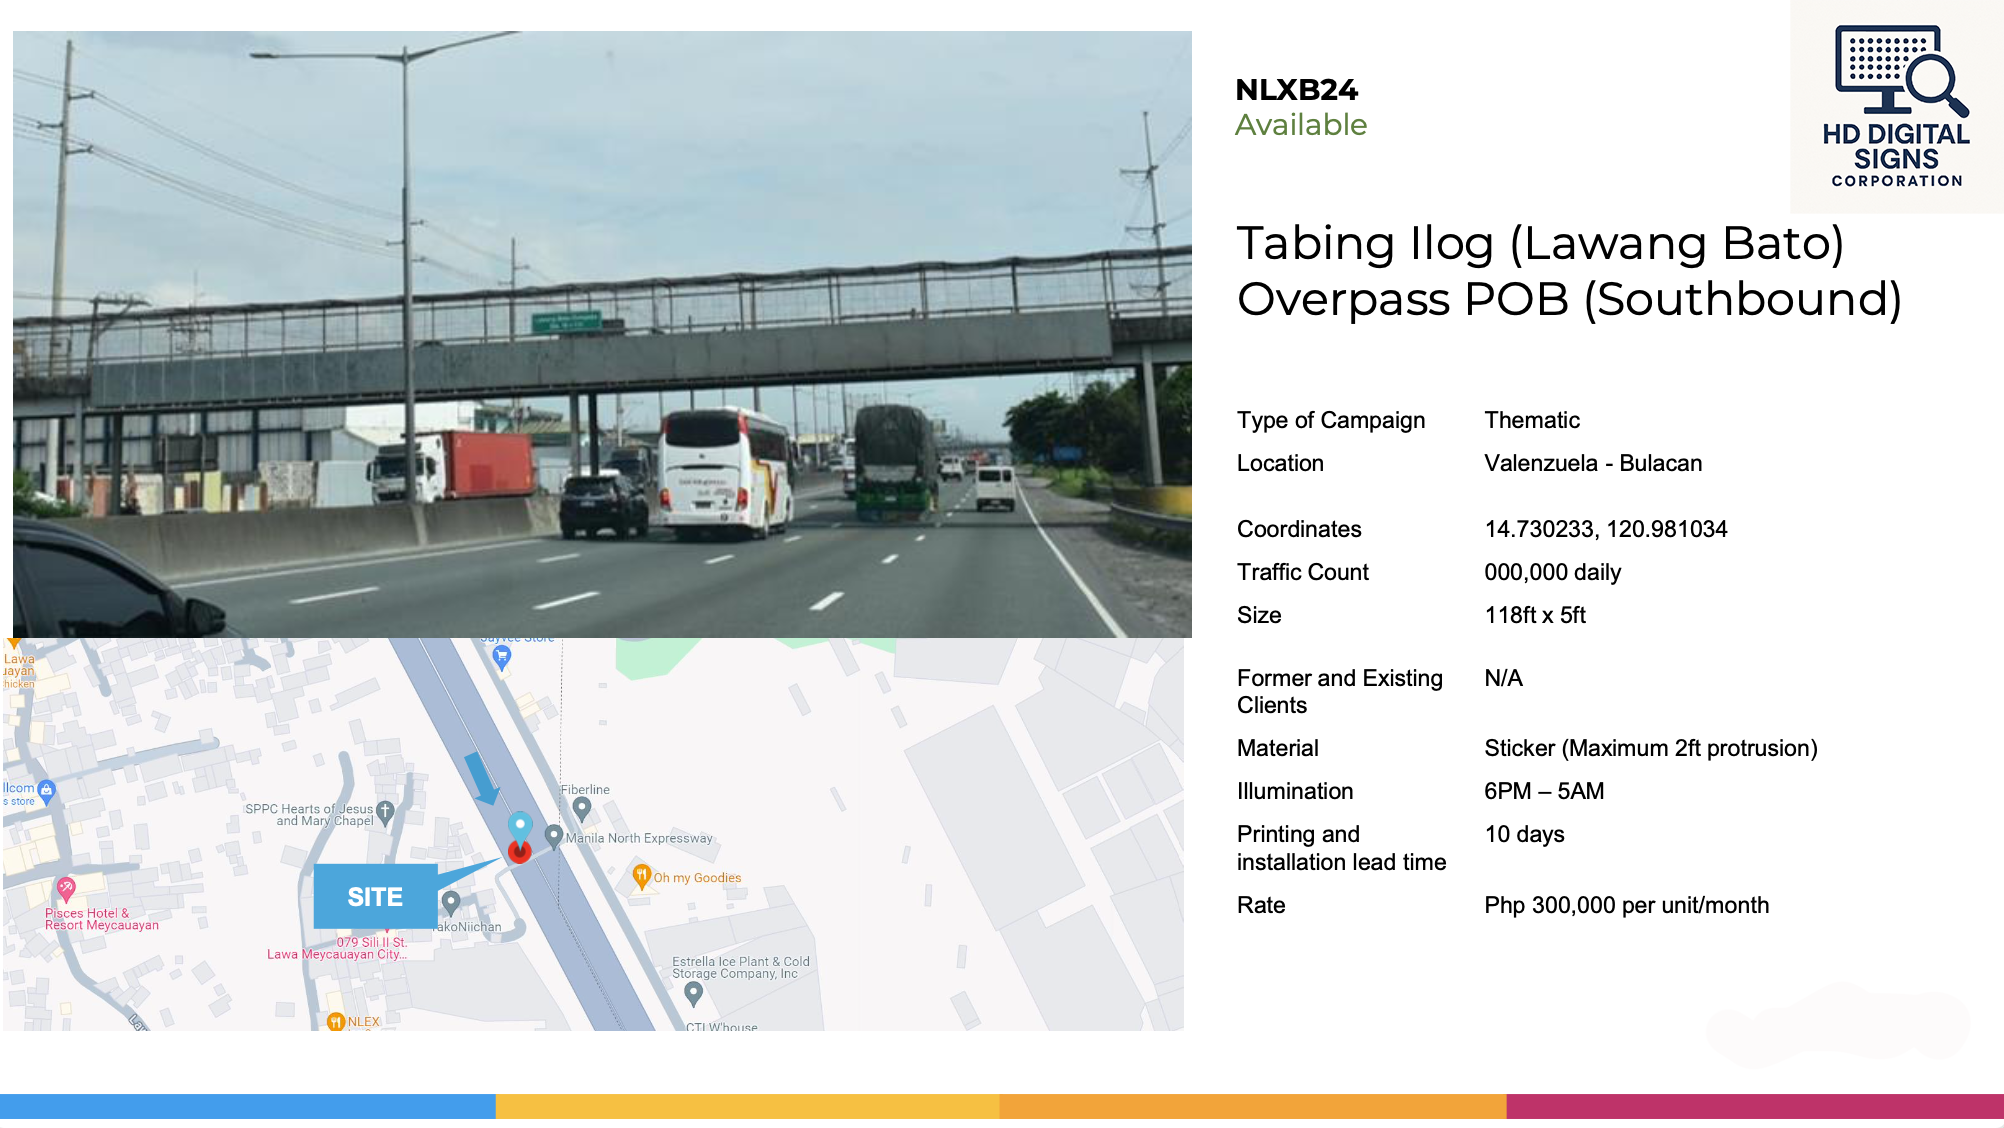 NLXB24
Available
HD DIGITAL
SIGNS
CORPORATION
Tabing Ilog (Lawang Bato)
Overpass POB (Southbound)
Type of Campaign Thematic
Location Valenzuela - Bulacan
Coordinates 14.730233, 120.981034
Traffic Count 000,000 daily
Size 118ft x 5ft
Former and Existing N/A
Clients
Material Sticker (Maximum 2ft protrusion)
Illumination 6PM – 5AM
Printing and 10 days
installation lead time
Rate Php 300,000 per unit/month
Jayvee Store
Lawa
uayan
hicken
llcom
s store
SPPC Hearts of Jesus
and Mary Chapel
Fiberline
Manila North Expressway
Oh my Goodies
SITE
akoNiichan
Pisces Hotel &
Resort Meycauayan
079 Sili II St.
Lawa Meycauayan City...
Estrella Ice Plant & Cold
Storage Company, Inc
NLEX
CTI W'house